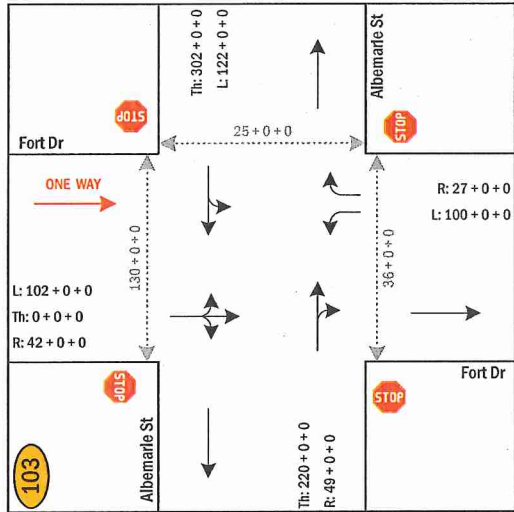 Th: 302 + 0 + 0
L: 122 + 0 + 0
Albemarle St
STOP
STOP
Fort Dr
25 + 0 + 0
ONE WAY
130 + 0 + 0
36 + 0 + 0
R: 27 + 0 + 0
L: 100 + 0 + 0
L: 102 + 0 + 0
Th: 0 + 0 + 0
R: 42 + 0 + 0
STOP
STOP
Fort Dr
103
Albemarle St
Th: 220 + 0 + 0
R: 49 + 0 + 0